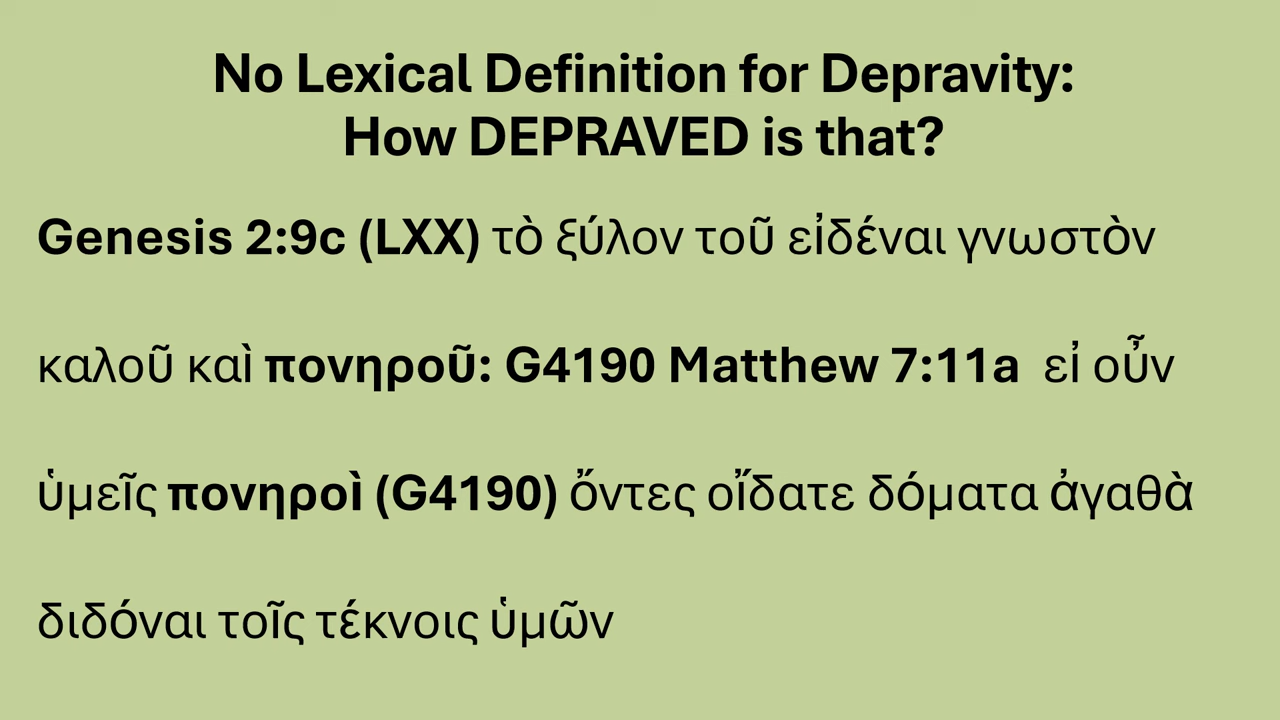 No Lexical Definition for Depravity:
How DEPRAVED is that?
Genesis 2:9c (LXX) τὸ ξύλον τοῦ εἰδέναι γνωστὸν
καλοῦ καὶ πονηροῦ: G4190 Matthew 7:11a εἰ οὖν
ὑμεῖς πονηροὶ (G4190) ὄντες οἴδατε δόματα ἀγαθὰ
διδόναι τοῖς τέκνοις ὑμῶν